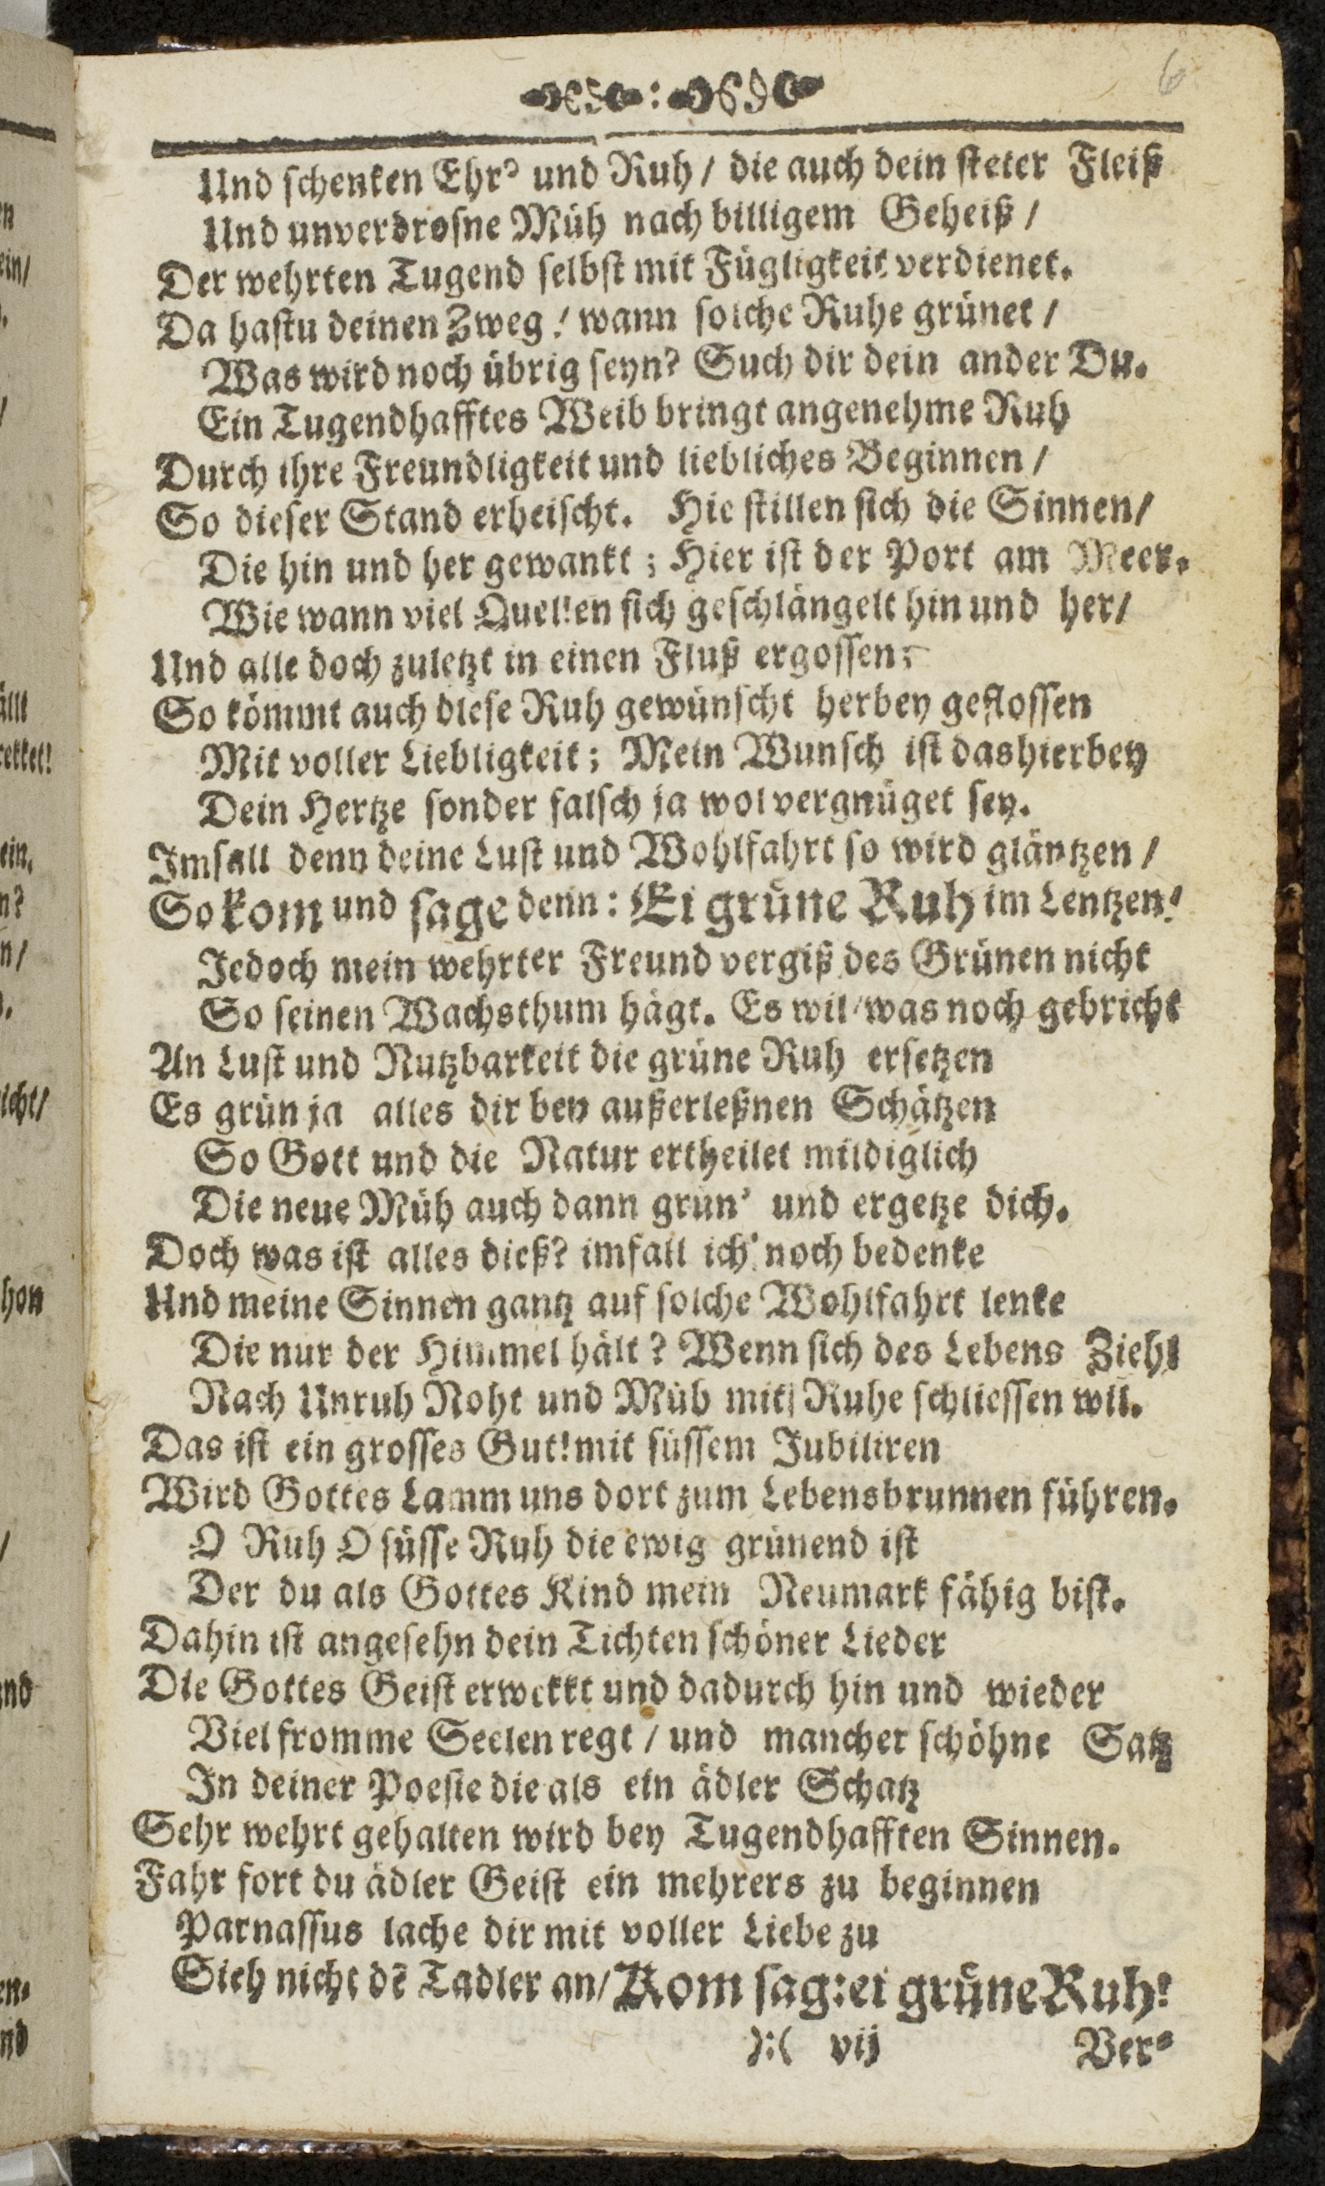 6
Und schenken Ehr' und Ruh / die auch dein steter Fleiß
Und unverdrosne Müh nach billigem Geheiß /
Der wehrten Tugend selbst mit Fügligkeit verdienet.
Da hastu deinen Zweg! wann solche Ruhe grünet /
Was wird noch übrig seyn? Such dir dein ander Du.
Ein Tugendhafftes Weib bringt angenehme Ruh
Durch ihre Freundligkeit und liebliches Beginnen /
So dieser Stand erheischt. Hie stillen sich die Sinnen/
Die hin und her gewankt; Hier ist der Port am Meer.
Wie wann viel Quellen sich geschlängelt hin und her/
Und alle doch zuletzt in einen Fluß ergossen;
So kömmt auch diese Ruh gewünscht herbey geflossen
Mit voller Liebligkeit; Mein Wunsch ist das hierbey
Dein Hertze sonder falsch ja wol vergnüget sey.
Imfall denn deine Lust und Wohlfahrt so wird gläntzen /
So kom und sage denn: Ei grüne Ruh im Lentzen!
Jedoch mein wehrter Freund vergiß des Grünen nicht
So seinen Wachsthum hägt. Es wil/was noch gebricht
An Lust und Nutzbarkeit die grüne Ruh ersetzen
Es grün ja alles dir bey außerleßnen Schätzen
So Gott und die Natur ertheilet mildiglich
Die neue Müh auch dann grün' und ergetze dich.
Doch was ist alles dieß? imfall ich noch bedenke
Und meine Sinnen gantz auf solche Wohlfahrt lenke
Die nur der Himmel hält? Wenn sich des Lebens Ziehl
Nach Unruh Noht und Müh mit Ruhe schliessen wil.
Das ist ein grosses Gut! mit süssem Jubiliren
Wird Gottes Lamm uns dort zum Lebensbrunnen führen.
O Ruh O süsse Ruh die ewig grünend ist
Der du als Gottes Kind mein Neumark fähig bist.
Dahin ist angesehn dein Tichten schöner Lieder
Die Gottes Geist erwekkt und dadurch hin und wieder
Viel fromme Seelen regt / und mancher schöhne Satz
In deiner Poesie die als ein ädler Schatz
Sehr wehrt gehalten wird bey Tugendhafften Sinnen.
Fahr fort du ädler Geist ein mehrers zu beginnen
Parnassus lache dir mit voller Liebe zu
Sieh nicht dẽ Tadler an/ Kom sag: ei grüne Ruh!
):( vij Ver⸗